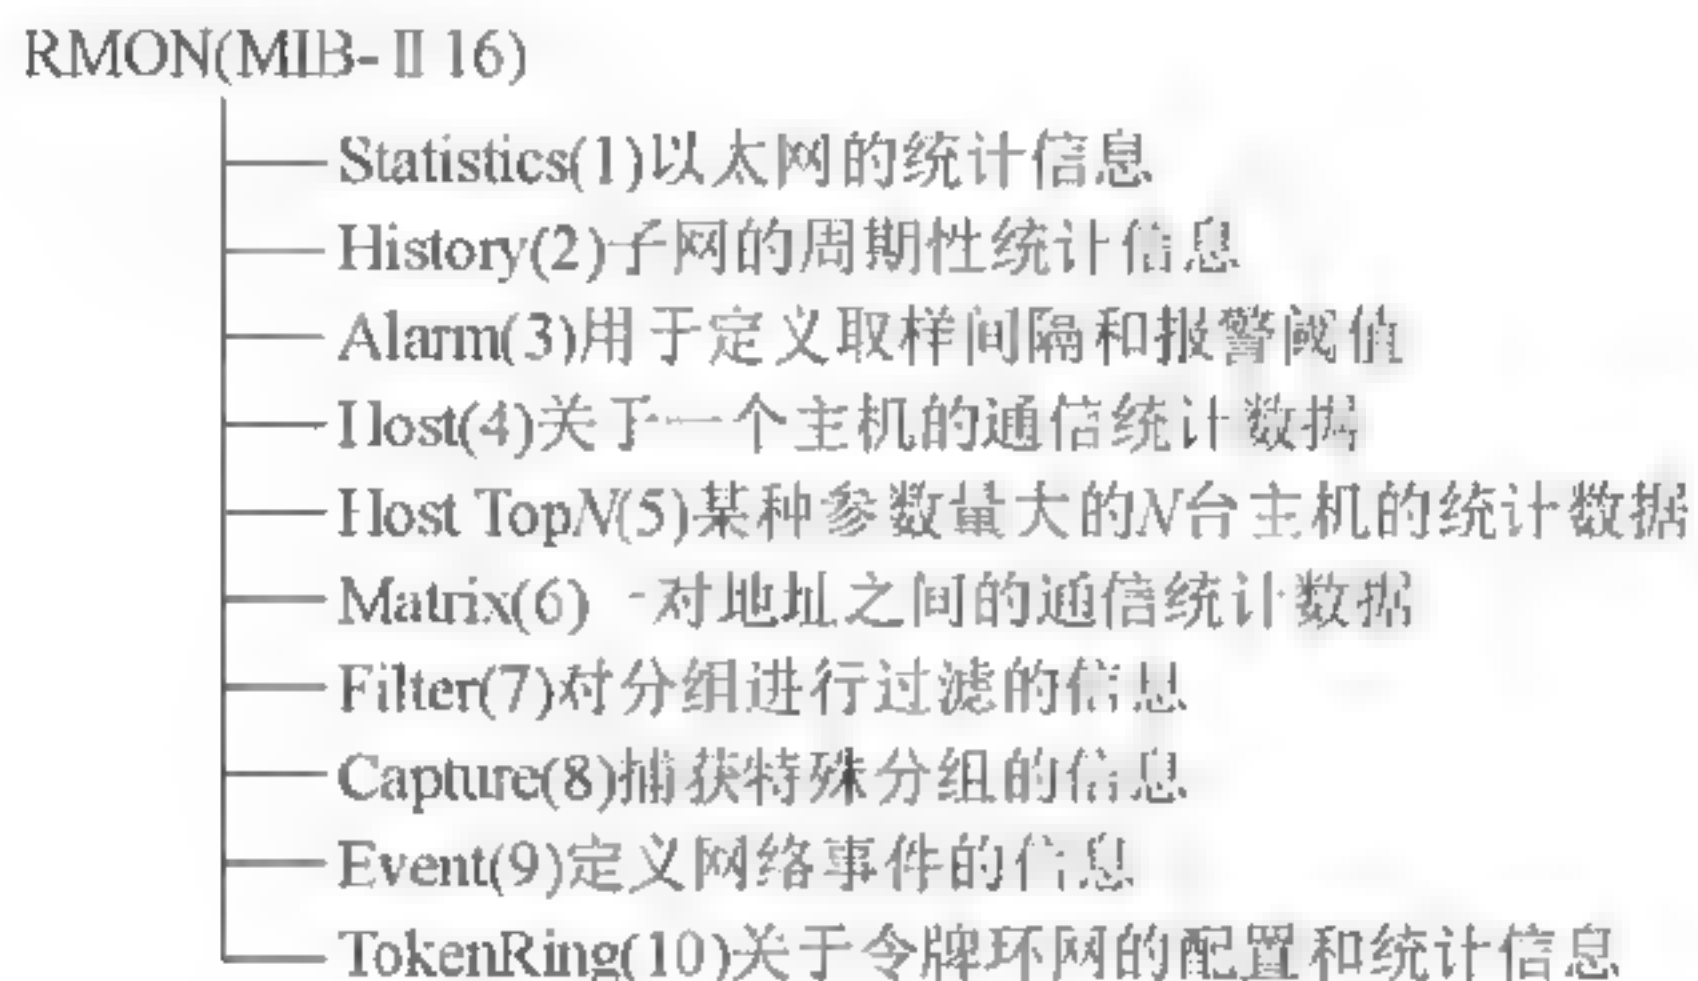 RMON(MIB-Ⅱ 16)
Statistics(1)以太网的统计信息
History(2)子网的周期性统计信息
Alarm(3)用于定义取样间隔和报警阈值
Host(4)关于一个主机的通信统计数据
Host TopN(5)某种参数量大的N台主机的统计数据
Matrix(6)一对地址之间的通信统计数据
Filter(7)对分组进行过滤的信息
Capture(8)捕获特殊分组的信息
Event(9)定义网络事件的信息
TokenRing(10)关于令牌环网的配置和统计信息